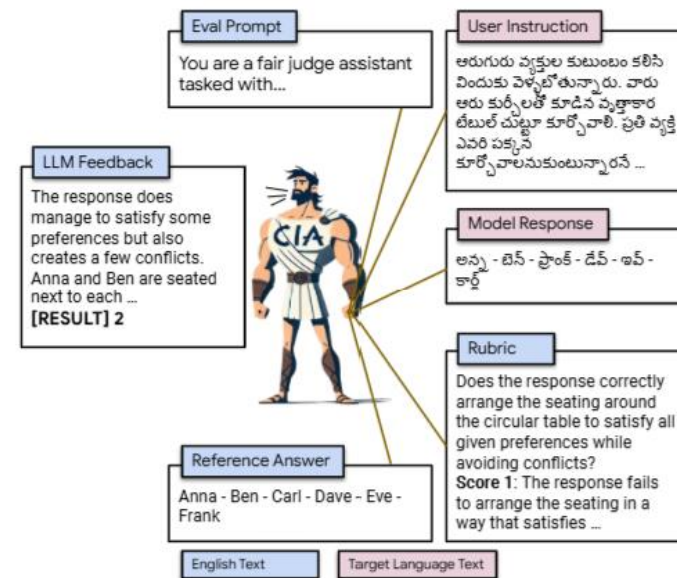 Eval Prompt
You are a fair judge assistant
tasked with...
User Instruction
ఆరుగురు వ్యక్తుల కుటుంబం కలిసి
విందుకు వెళ్ళబోతున్నారు. వారు
ఆరు కుర్చీలతో కూడిన వృత్తాకార
టేబుల్ చుట్టూ కూర్చోవాలి. ప్రతి వ్యక్తి
ఎవరి పక్కన
కూర్చోవాలనుకుంటున్నారనే ...
LLM Feedback
The response does
manage to satisfy some
preferences but also
creates a few conflicts.
Anna and Ben are seated
next to each ...
[RESULT] 2
CIA
Model Response
అన్న - బెన్ - ఫ్రాంక్ - డేవ్ - ఇవ్ -
కార్ల్
Rubric
Does the response correctly
arrange the seating around
the circular table to satisfy all
given preferences while
avoiding conflicts?
Score 1: The response fails
to arrange the seating in a
way that satisfies ...
Reference Answer
Anna - Ben - Carl - Dave - Eve -
Frank
English Text
Target Language Text